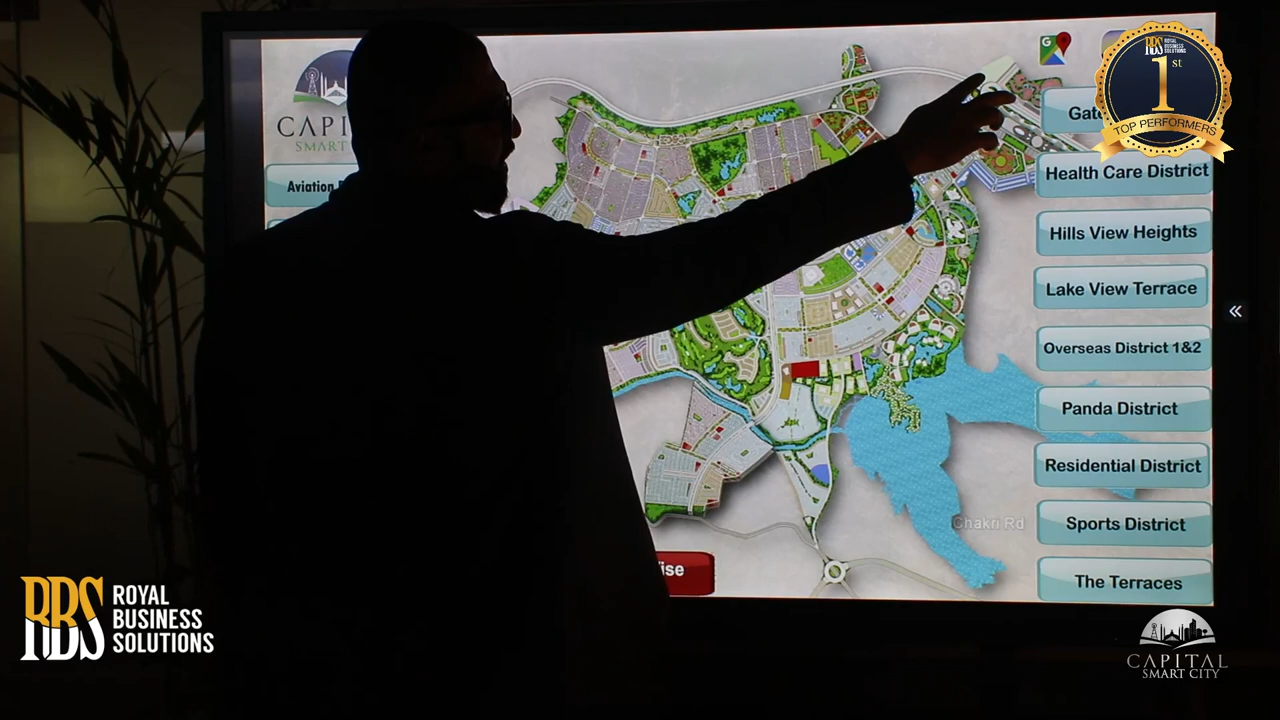 CAPI
SMART
Aviation
RBS ROYAL BUSINESS SOLUTIONS
1st
TOP PERFORMERS
Gate
Health Care District
Hills View Heights
Lake View Terrace
Overseas District 1&2
Panda District
Residential District
Chakri Rd
Sports District
ise
The Terraces
RBS
ROYAL
BUSINESS
SOLUTIONS
CAPITAL
SMART CITY